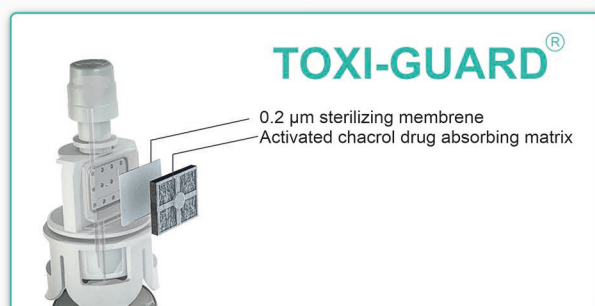 TOXI-GUARD®
0.2 µm sterilizing membrene
Activated chacrol drug absorbing matrix